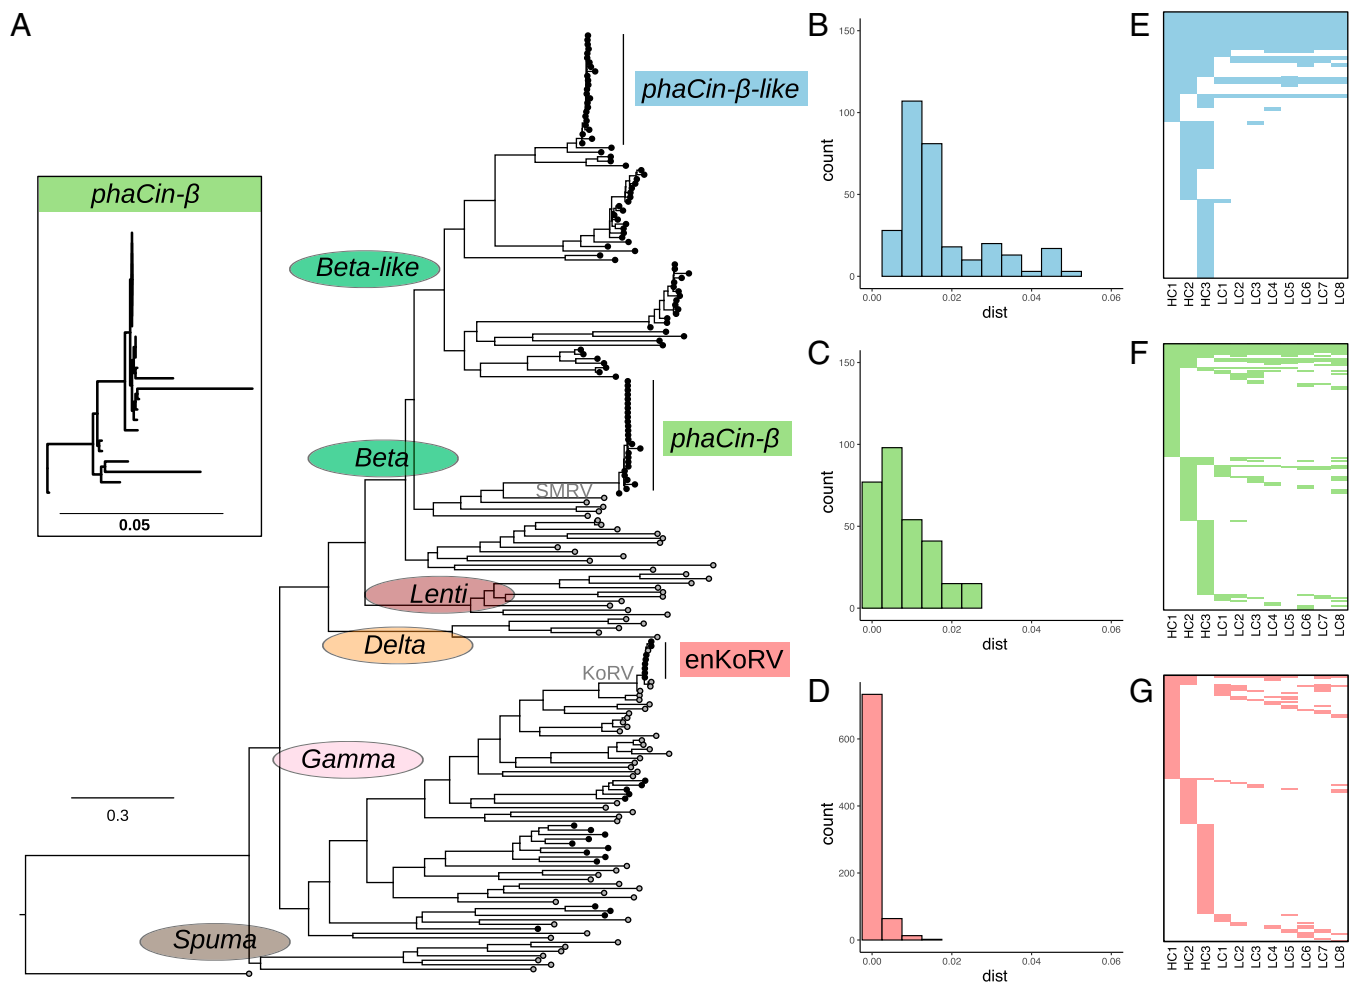 A
phaCin-β-like
phaCin-β
0.05
Beta-like
Beta
phaCin-β
SMRV
Lenti
Delta
KoRV
enKoRV
Gamma
0.3
Spuma
B
150
100
50
0
count
0.00 0.02 0.04 0.06
dist
C
150
100
50
0
count
0.00 0.02 0.04 0.06
dist
D
600
400
200
0
count
0.00 0.02 0.04 0.06
dist
E
HC1 HC2 HC3 LC1 LC2 LC3 LC4 LC5 LC6 LC7 LC8
F
HC1 HC2 HC3 LC1 LC2 LC3 LC4 LC5 LC6 LC7 LC8
G
HC1 HC2 HC3 LC1 LC2 LC3 LC4 LC5 LC6 LC7 LC8